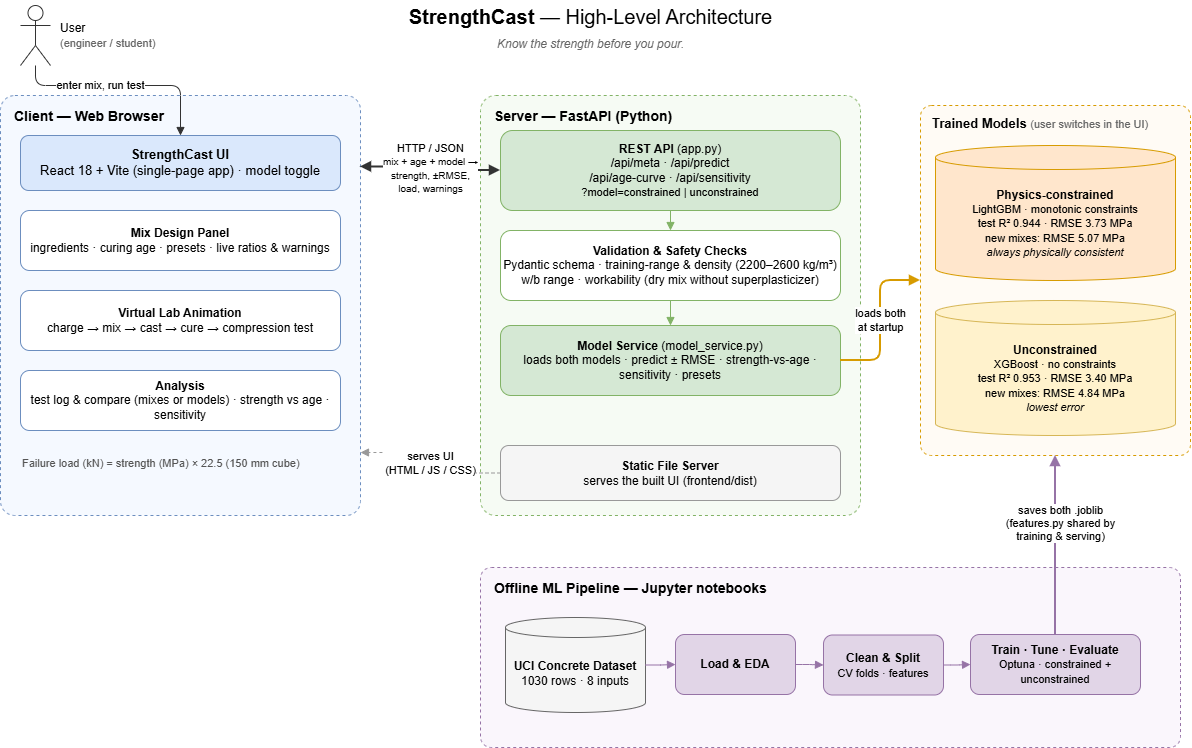 StrengthCast — High-Level Architecture
Know the strength before you pour.
User
(engineer / student)
enter mix, run test
Client — Web Browser
StrengthCast UI
React 18 + Vite (single-page app) · model toggle
Mix Design Panel
ingredients · curing age · presets · live ratios & warnings
Virtual Lab Animation
charge → mix → cast → cure → compression test
Analysis
test log & compare (mixes or models) · strength vs age ·
sensitivity
Failure load (kN) = strength (MPa) × 22.5 (150 mm cube)
HTTP / JSON
mix + age + model →
strength, ±RMSE,
load, warnings
serves UI
(HTML / JS / CSS)
Server — FastAPI (Python)
REST API (app.py)
/api/meta · /api/predict
/api/age-curve · /api/sensitivity
?model=constrained | unconstrained
Validation & Safety Checks
Pydantic schema · training-range & density (2200–2600 kg/m³)
w/b range · workability (dry mix without superplasticizer)
Model Service (model_service.py)
loads both models · predict ± RMSE · strength-vs-age ·
sensitivity · presets
Static File Server
serves the built UI (frontend/dist)
loads both
at startup
Trained Models (user switches in the UI)
Physics-constrained
LightGBM · monotonic constraints
test R² 0.944 · RMSE 3.73 MPa
new mixes: RMSE 5.07 MPa
always physically consistent
Unconstrained
XGBoost · no constraints
test R² 0.953 · RMSE 3.40 MPa
new mixes: RMSE 4.84 MPa
lowest error
saves both .joblib
(features.py shared by
training & serving)
Offline ML Pipeline — Jupyter notebooks
UCI Concrete Dataset
1030 rows · 8 inputs
Load & EDA
Clean & Split
CV folds · features
Train · Tune · Evaluate
Optuna · constrained +
unconstrained